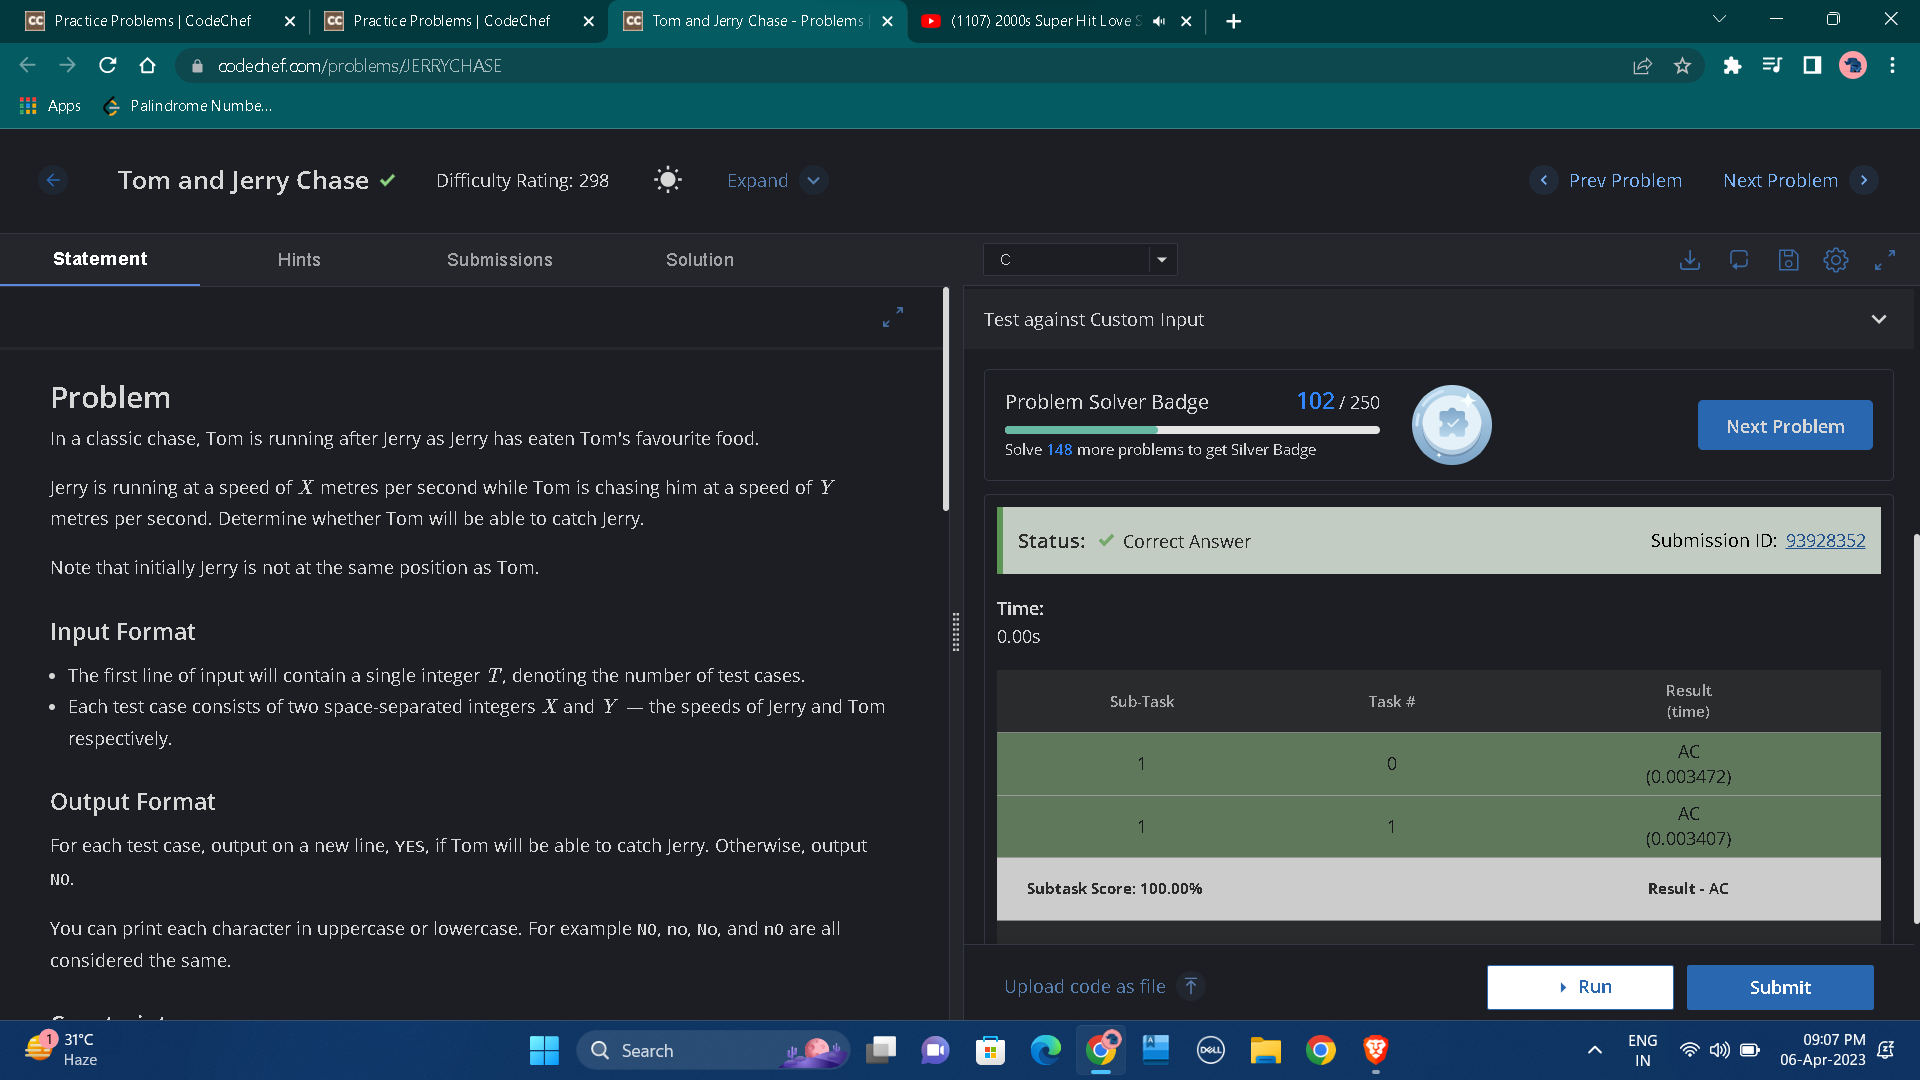 Practice Problems | CodeChef
Practice Problems | CodeChef
Tom and Jerry Chase - Problems |
(1107) 2000s Super Hit Love S
codechef.com/problems/JERRYCHASE
Apps
Palindrome Numbe...
Tom and Jerry Chase
Difficulty Rating: 298
Expand
Prev Problem
Next Problem
Statement
Hints
Submissions
Solution
C
Test against Custom Input
Problem
In a classic chase, Tom is running after Jerry as Jerry has eaten Tom's favourite food.
Jerry is running at a speed of X metres per second while Tom is chasing him at a speed of Y
metres per second. Determine whether Tom will be able to catch Jerry.
Note that initially Jerry is not at the same position as Tom.
Input Format
• The first line of input will contain a single integer T, denoting the number of test cases.
• Each test case consists of two space-separated integers X and Y — the speeds of Jerry and Tom
respectively.
Output Format
For each test case, output on a new line, YES, if Tom will be able to catch Jerry. Otherwise, output
NO.
You can print each character in uppercase or lowercase. For example NO, no, No, and nO are all
considered the same.
Problem Solver Badge
102 / 250
Solve 148 more problems to get Silver Badge
Next Problem
Status: Correct Answer
Submission ID: 93928352
Time:
0.00s
Sub-Task
Task #
Result
(time)
1
0
AC
(0.003472)
1
1
AC
(0.003407)
Subtask Score: 100.00%
Result - AC
Upload code as file
Run
Submit
1
31°C
Haze
Search
DELL
ENG
IN
09:07 PM
06-Apr-2023